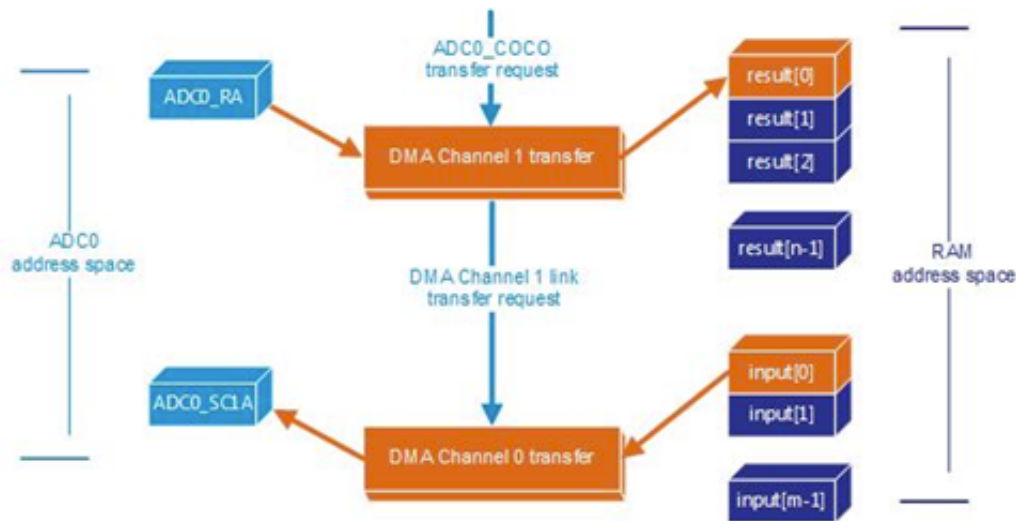 ADC0_COCO
transfer request
ADC0_RA
DMA Channel 1 transfer
result[0]
result[1]
result[2]
result[n-1]
ADC0
address space
RAM
address space
DMA Channel 1 link
transfer request
ADC0_SC1A
DMA Channel 0 transfer
input[0]
input[1]
input[m-1]